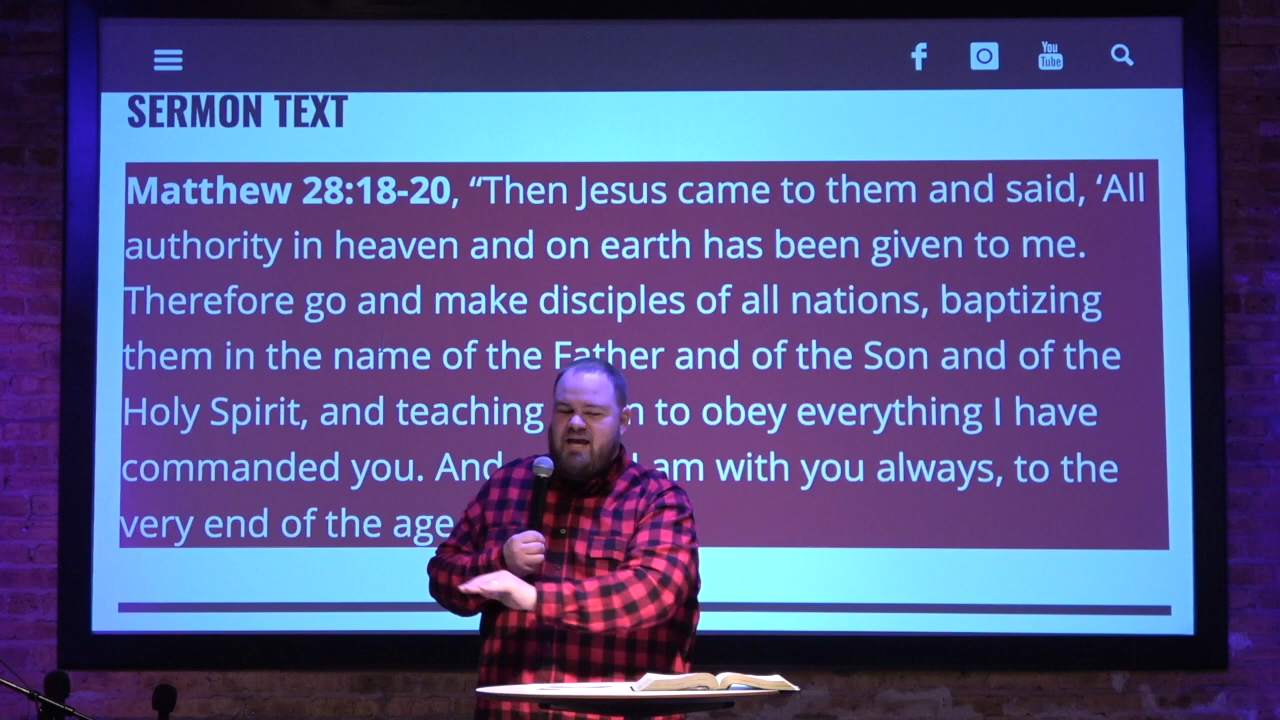 You
Tube
SERMON TEXT
Matthew 28:18-20, “Then Jesus came to them and said, ‘All
authority in heaven and on earth has been given to me.
Therefore go and make disciples of all nations, baptizing
them in the name of the Father and of the Son and of the
Holy Spirit, and teaching to obey everything I have
commanded you. And am with you always, to the
very end of the age